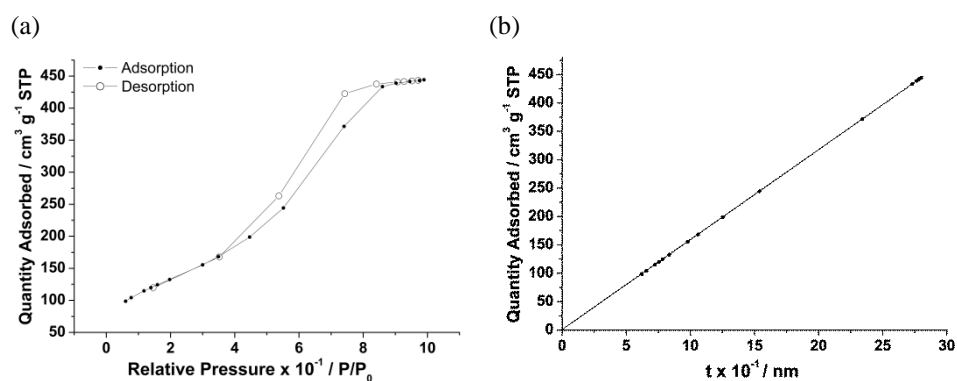 (a)
Adsorption
Desorption
Quantity Adsorbed / cm³ g⁻¹ STP
450
400
350
300
250
200
150
100
50
0 2 4 6 8 10
Relative Pressure x 10⁻¹ / P/P₀
(b)
Quantity Adsorbed / cm³ g⁻¹ STP
450
400
350
300
250
200
150
100
50
0
0 5 10 15 20 25 30
t x 10⁻¹ / nm